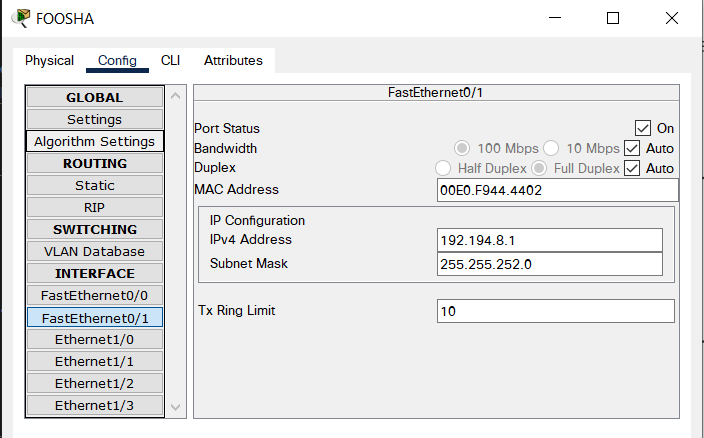 FOOSHA
Physical Config CLI Attributes
GLOBAL
Settings
Algorithm Settings
ROUTING
Static
RIP
SWITCHING
VLAN Database
INTERFACE
FastEthernet0/0
FastEthernet0/1
Ethernet1/0
Ethernet1/1
Ethernet1/2
Ethernet1/3
FastEthernet0/1
Port Status On
Bandwidth 100 Mbps 10 Mbps Auto
Duplex Half Duplex Full Duplex Auto
MAC Address 00E0.F944.4402
IP Configuration
IPv4 Address 192.194.8.1
Subnet Mask 255.255.252.0
Tx Ring Limit 10